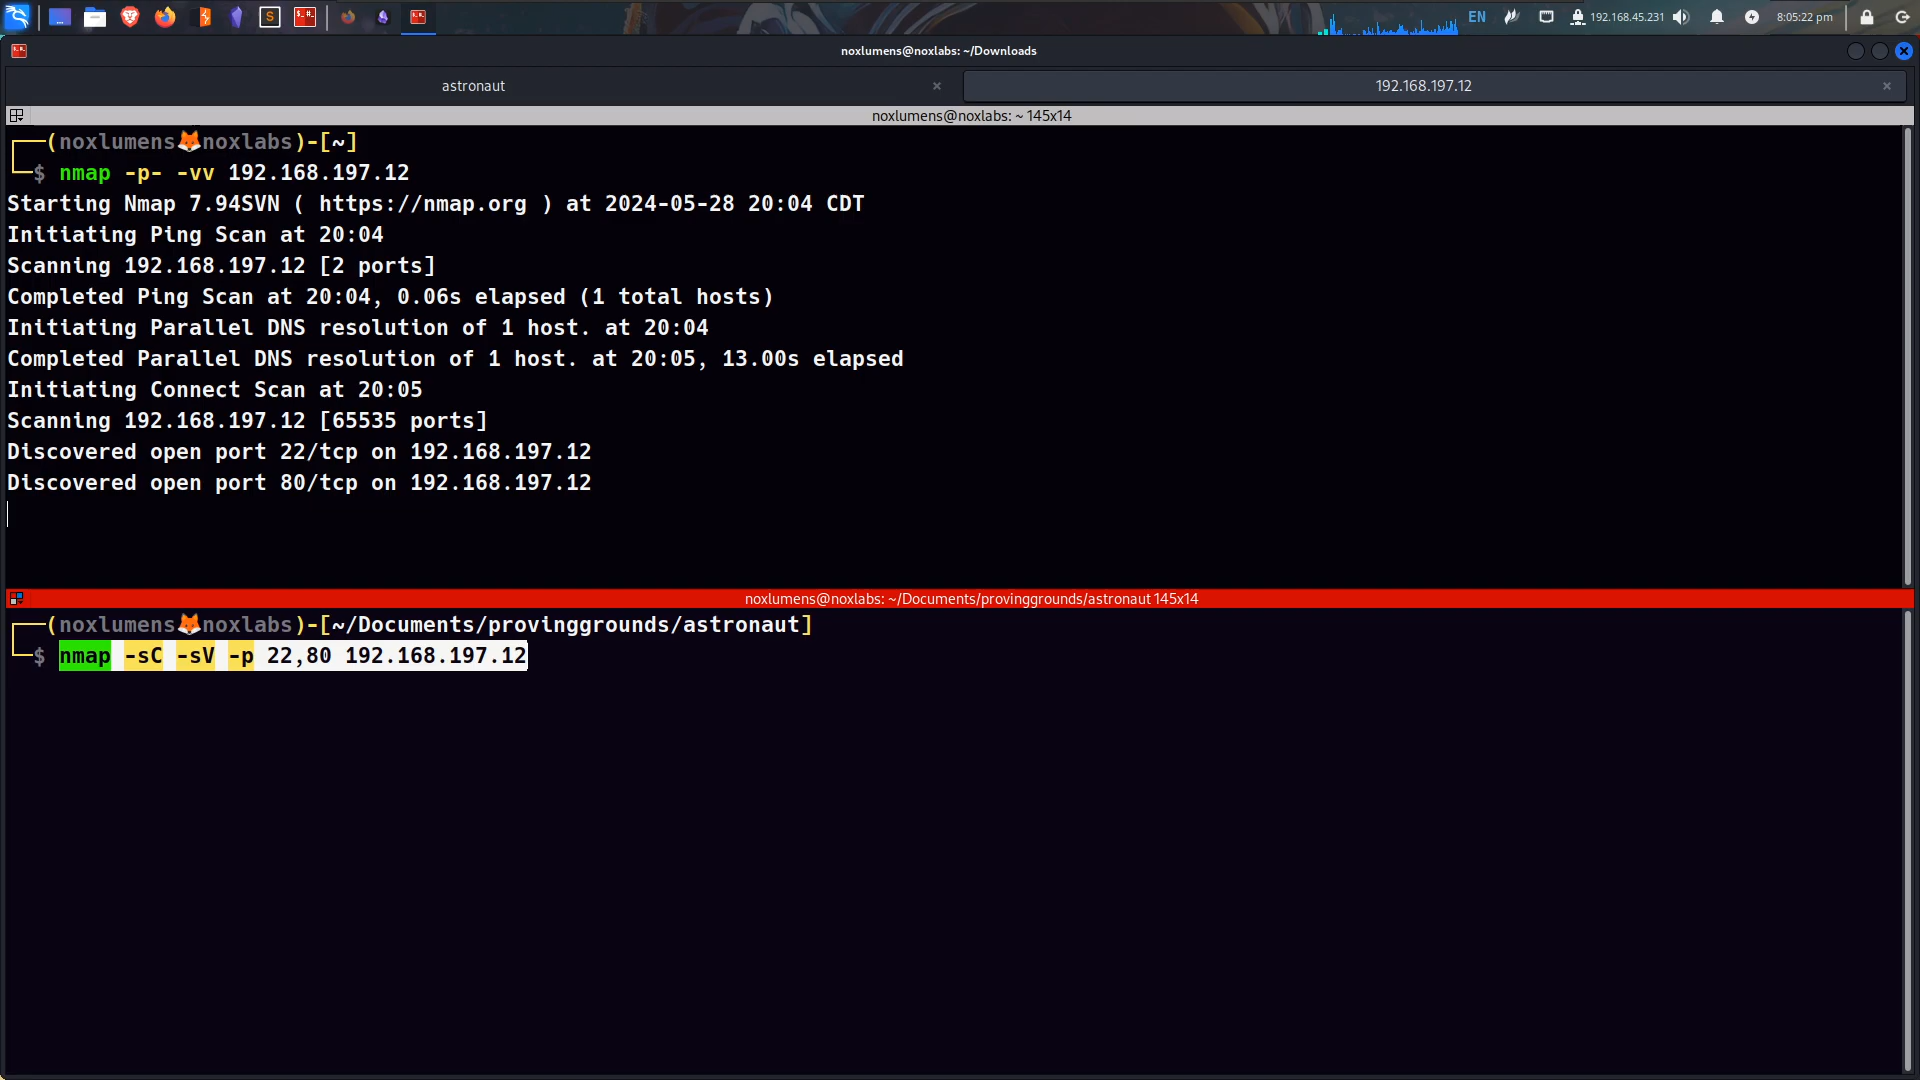 EN 192.168.45.231 8:05:22 pm
noxlumens@noxlabs: ~/Downloads
astronaut × 192.168.197.12 ×
noxlumens@noxlabs: ~ 145x14
(noxlumens🦊noxlabs)-[~]
$ nmap -p- -vv 192.168.197.12
Starting Nmap 7.94SVN ( https://nmap.org ) at 2024-05-28 20:04 CDT
Initiating Ping Scan at 20:04
Scanning 192.168.197.12 [2 ports]
Completed Ping Scan at 20:04, 0.06s elapsed (1 total hosts)
Initiating Parallel DNS resolution of 1 host. at 20:04
Completed Parallel DNS resolution of 1 host. at 20:05, 13.00s elapsed
Initiating Connect Scan at 20:05
Scanning 192.168.197.12 [65535 ports]
Discovered open port 22/tcp on 192.168.197.12
Discovered open port 80/tcp on 192.168.197.12
noxlumens@noxlabs: ~/Documents/provinggrounds/astronaut 145x14
(noxlumens🦊noxlabs)-[~/Documents/provinggrounds/astronaut]
$ nmap -sC -sV -p 22,80 192.168.197.12